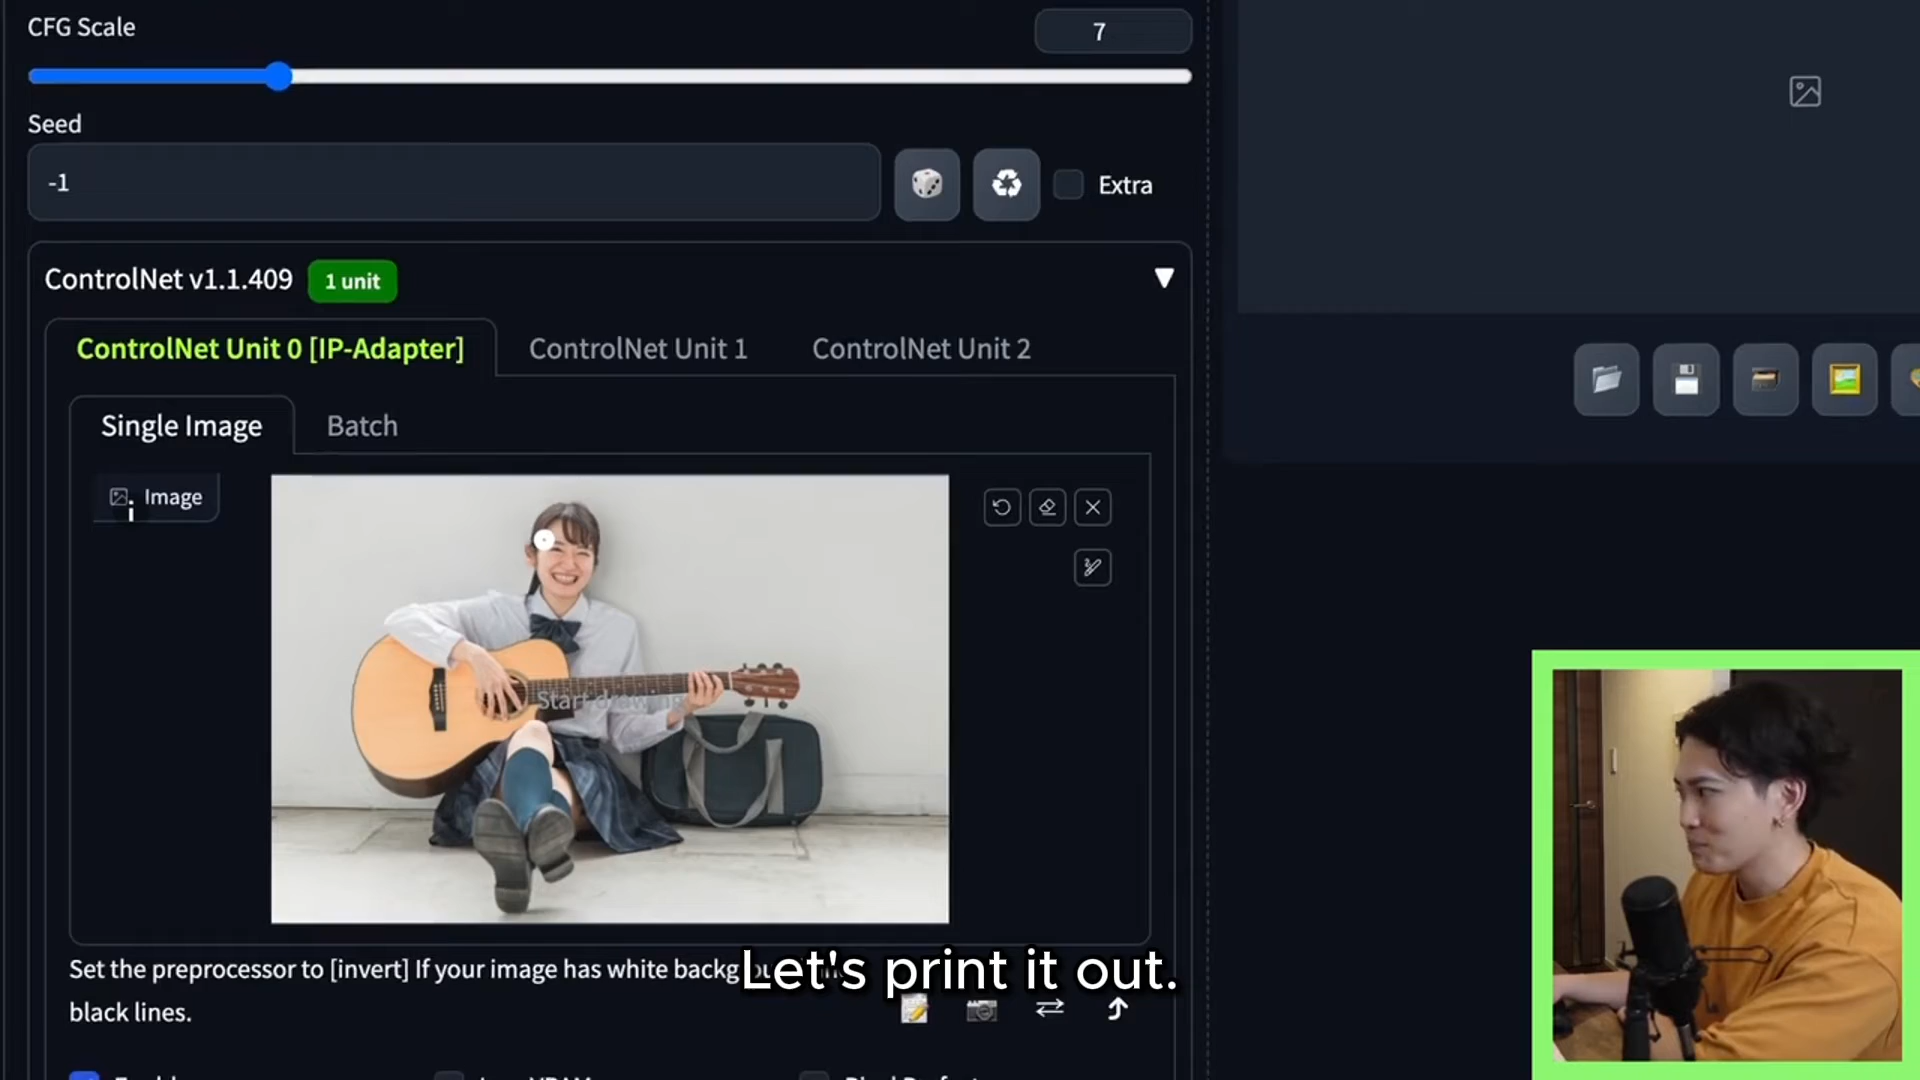 CFG Scale
7
Seed
-1
Extra
ControlNet v1.1.409
1 unit
ControlNet Unit 0 [IP-Adapter]
ControlNet Unit 1
ControlNet Unit 2
Single Image
Batch
Image
Start drawing
Set the preprocessor to [invert] If your image has white
black lines.
Let's print it out.